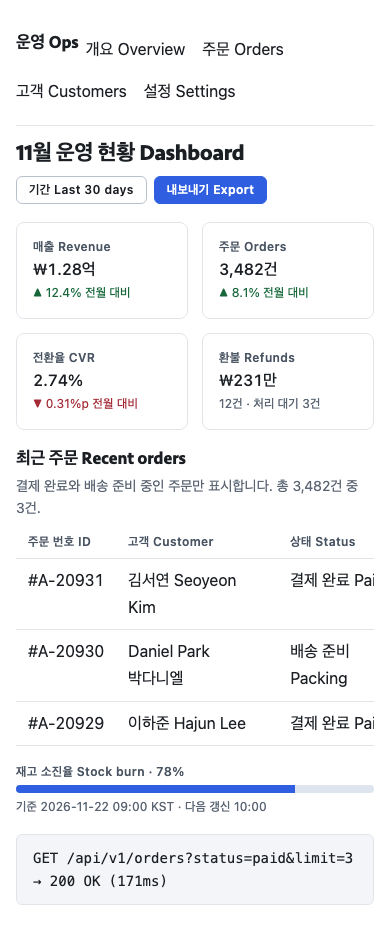 운영 Ops 개요 Overview 주문 Orders
고객 Customers 설정 Settings
11월 운영 현황 Dashboard
기간 Last 30 days 내보내기 Export
매출 Revenue
₩1.28억
▲ 12.4% 전월 대비
주문 Orders
3,482건
▲ 8.1% 전월 대비
전환율 CVR
2.74%
▼ 0.31%p 전월 대비
환불 Refunds
₩231만
12건 · 처리 대기 3건
최근 주문 Recent orders
결제 완료와 배송 준비 중인 주문만 표시합니다. 총 3,482건 중
3건.
주문 번호 ID 고객 Customer 상태 Status
#A-20931 김서연 Seoyeon Kim 결제 완료 Pai
#A-20930 Daniel Park 박다니엘 배송 준비 Packing
#A-20929 이하준 Hajun Lee 결제 완료 Pai
재고 소진율 Stock burn · 78%
기준 2026-11-22 09:00 KST · 다음 갱신 10:00
GET /api/v1/orders?status=paid&limit=3
→ 200 OK (171ms)